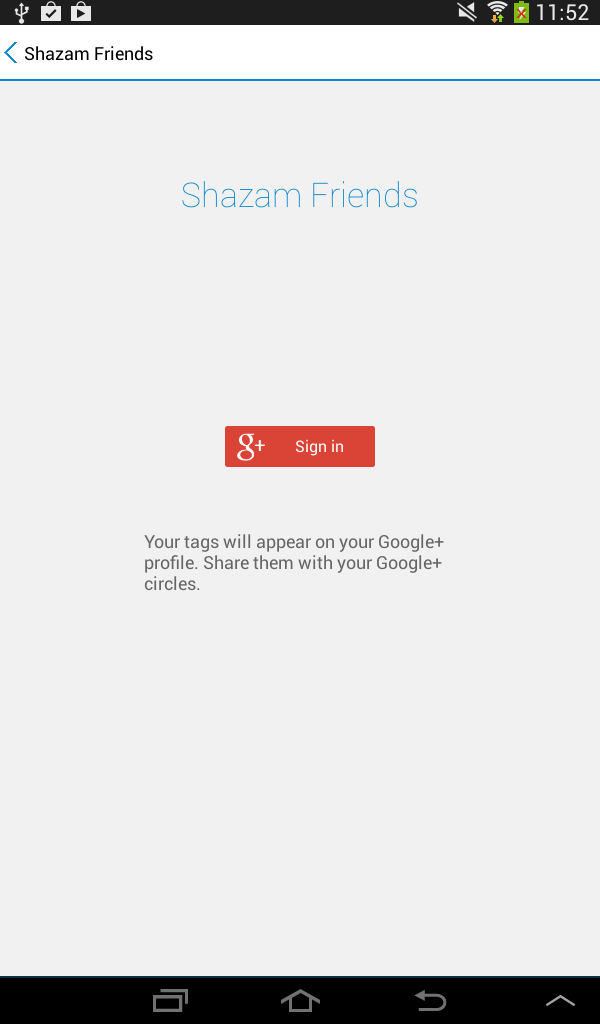 11:52
Shazam Friends
Shazam Friends
g+ Sign in
Your tags will appear on your Google+
profile. Share them with your Google+
circles.